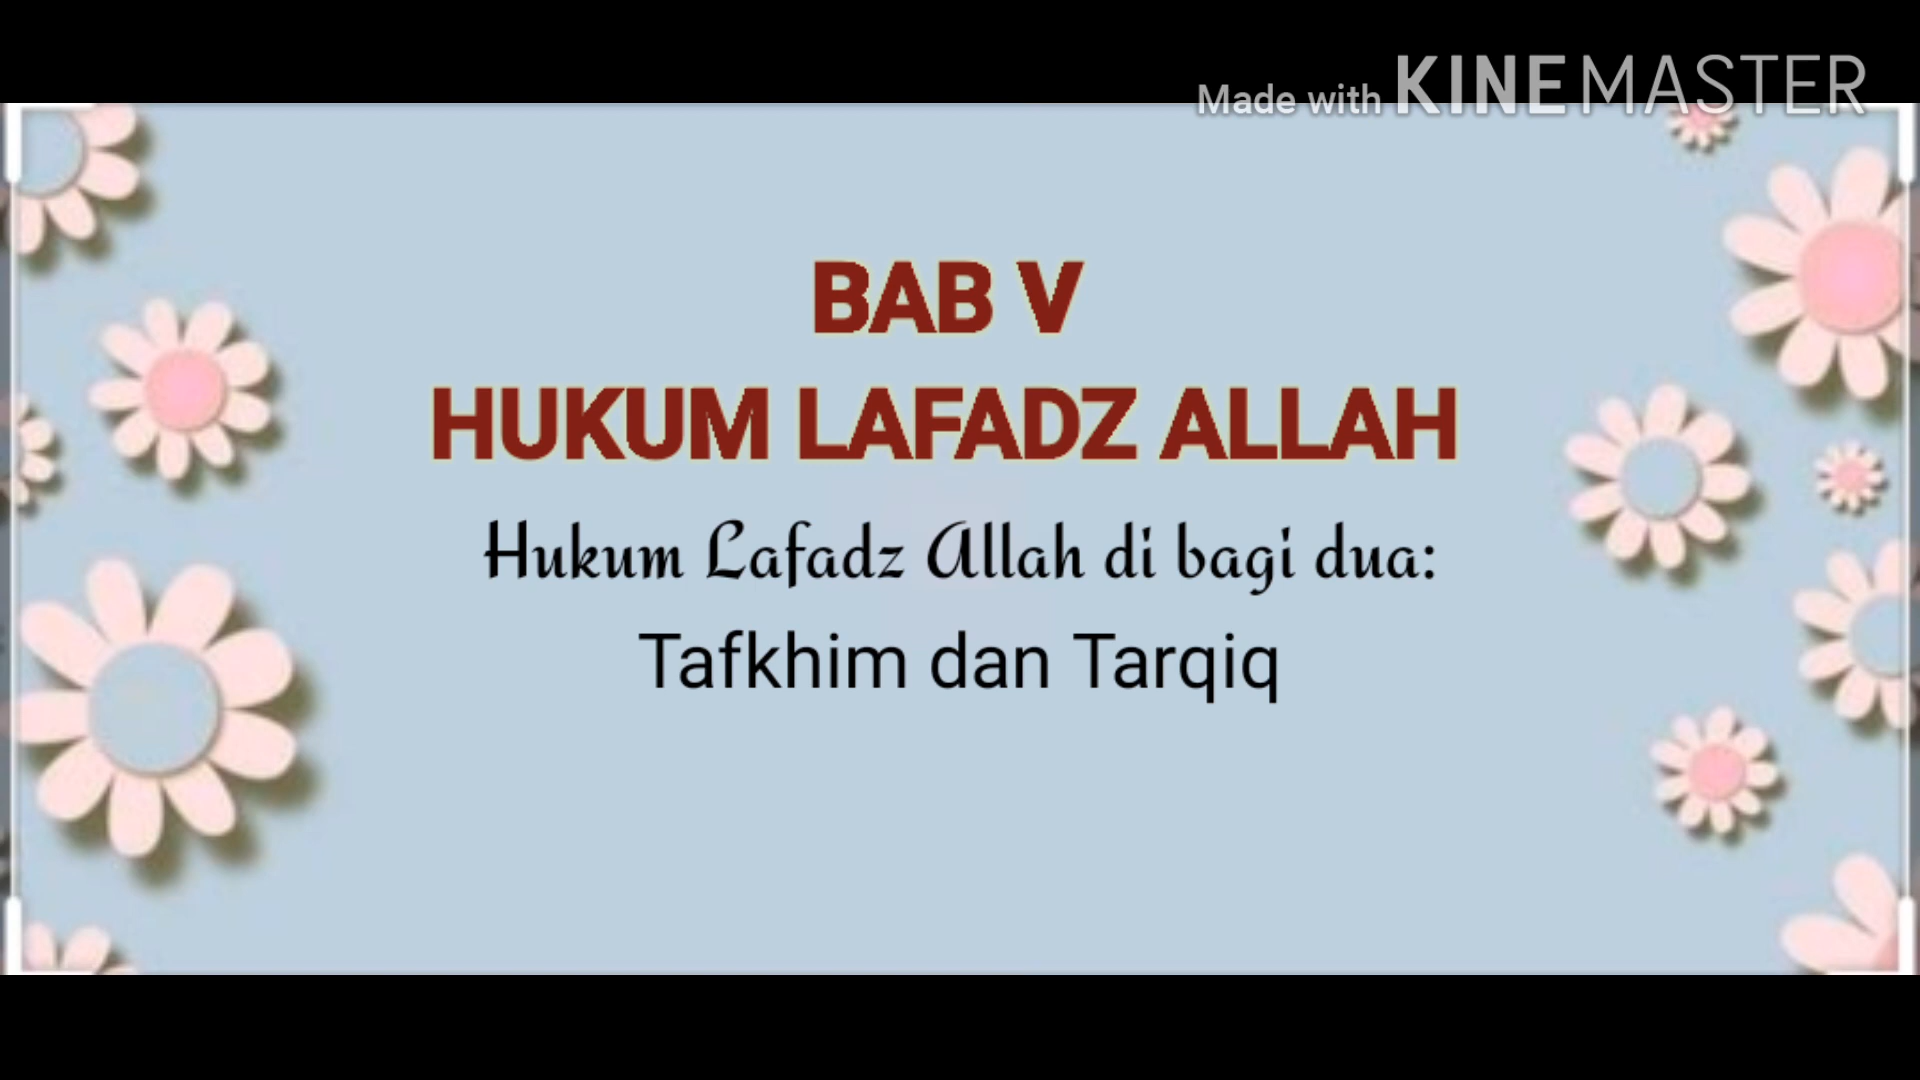 Made with KINEMASTER
BAB V
HUKUM LAFADZ ALLAH
Hukum Lafadz Allah di bagi dua:
Tafkhim dan Tarqiq